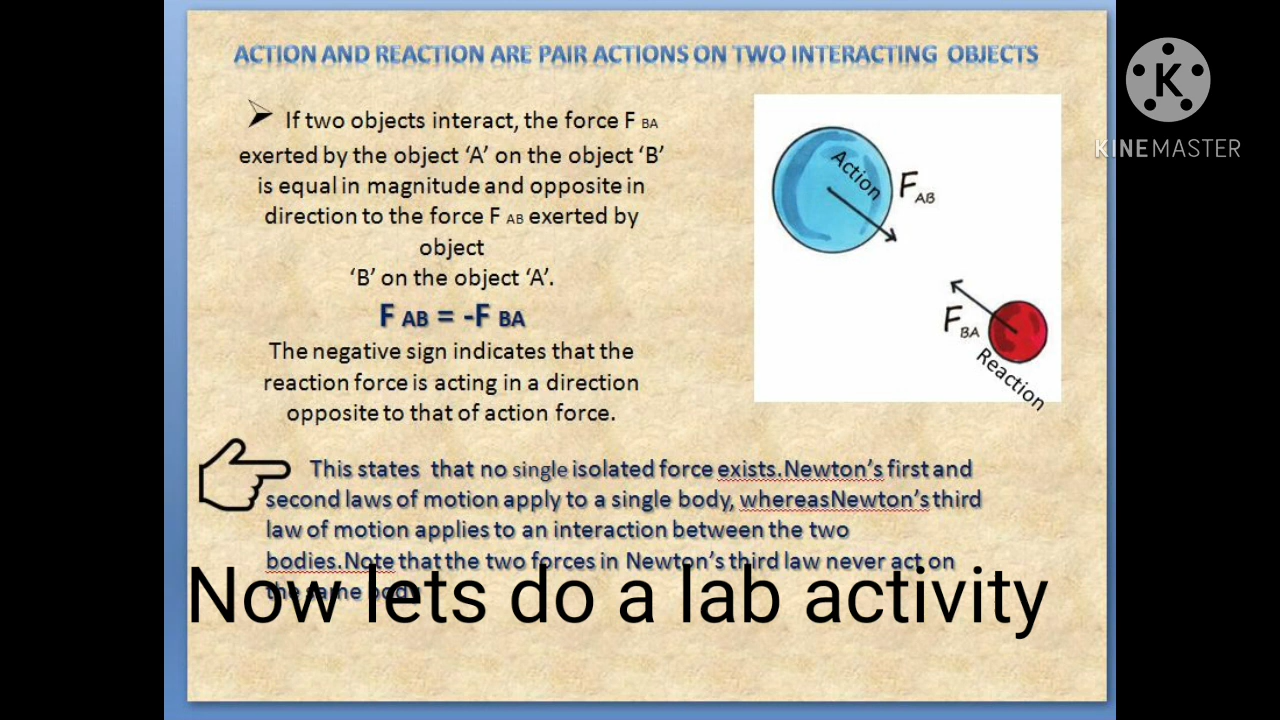 ACTION AND REACTION ARE PAIR ACTIONS ON TWO INTERACTING OBJECTS
If two objects interact, the force F BA
exerted by the object ‘A’ on the object ‘B’
is equal in magnitude and opposite in
direction to the force F AB exerted by
object
‘B’ on the object ‘A’.
F AB = -F BA
The negative sign indicates that the
reaction force is acting in a direction
opposite to that of action force.
Action
FAB
FBA
Reaction
K
KINEMASTER
This states that no single isolated force exists.Newton’s first and
second laws of motion apply to a single body, whereasNewton’s third
law of motion applies to an interaction between the two
bodies.Note that the two forces in Newton’s third law never act on
the same body
Now lets do a lab activity